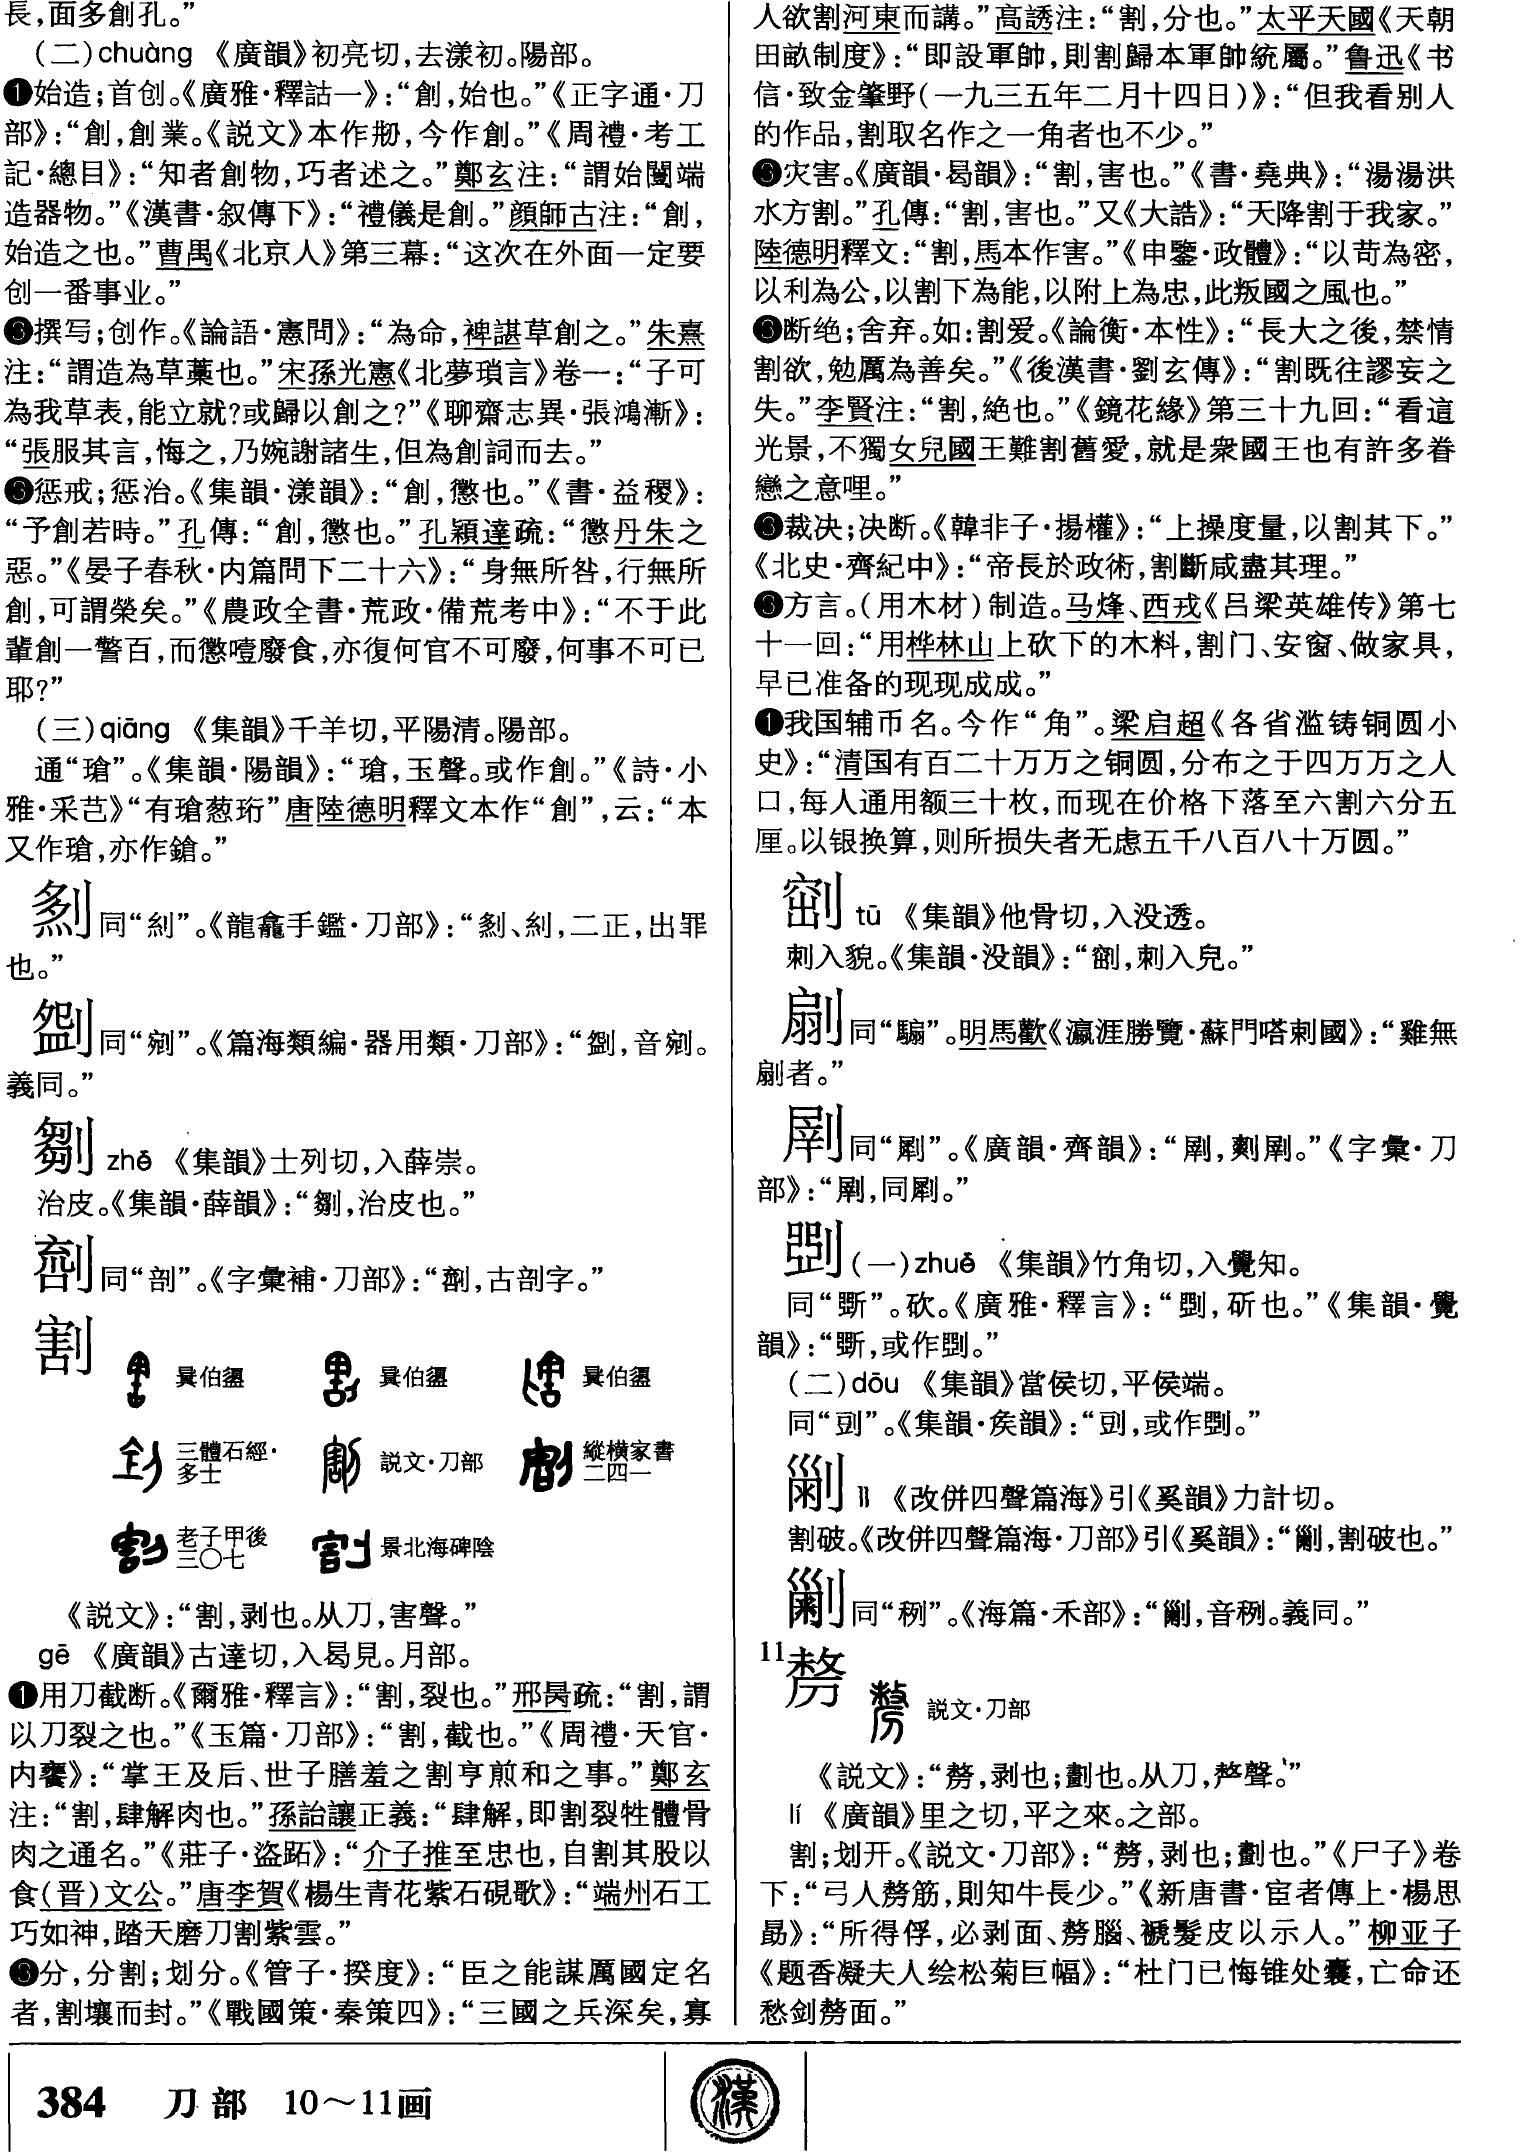 長，面多創孔。”
（二）chuàng 《廣韻》初亮切，去漾初。陽部。
❶始造；首创。《廣雅·釋詁一》：“創，始也。”《正字通·刀
部》：“創，創業。《説文》本作刱，今作創。”《周禮·考工
記·總目》：“知者創物，巧者述之。”鄭玄注：“謂始闓端
造器物。”《漢書·叙傳下》：“禮儀是創。”顔師古注：“創，
始造之也。”曹禺《北京人》第三幕：“这次在外面一定要
创一番事业。”
❸撰写；创作。《論語·憲問》：“為命，裨諶草創之。”朱熹
注：“謂造為草藁也。”宋孫光憲《北夢瑣言》卷一：“子可
為我草表，能立就？或歸以創之？”《聊齋志異·張鴻漸》：
“張服其言，悔之，乃婉謝諸生，但為創詞而去。”
❸惩戒；惩治。《集韻·漾韻》：“創，懲也。”《書·益稷》：
“予創若時。”孔傳：“創，懲也。”孔穎達疏：“懲丹朱之
惡。”《晏子春秋·内篇問下二十六》：“身無所咎，行無所
創，可謂榮矣。”《農政全書·荒政·備荒考中》：“不于此
輩創一警百，而懲噎廢食，亦復何官不可廢，何事不可已
耶？”
（三）qiāng 《集韻》千羊切，平陽清。陽部。
通“瑲”。《集韻·陽韻》：“瑲，玉聲。或作創。”《詩·小
雅·采芑》“有瑲葱珩”唐陸德明釋文本作“創”，云：“本
又作瑲，亦作鎗。”
同“㓨”。《龍龕手鑑·刀部》：“二正，出罪
也。”
同“剜”。《篇海類編·器用類·刀部》：“音剜。
義同。”
zhé 《集韻》士列切，入薛崇。
治皮。《集韻·薛韻》：“治皮也。”
同“剖”。《字彙補·刀部》：“古剖字。”
割
㠱伯盨 㠱伯盨 㠱伯盨
三體石經·多士 説文·刀部 縱横家書二四一
老子甲後三〇七 景北海碑陰
《説文》：“割，剥也。从刀，害聲。”
gē 《廣韻》古達切，入曷見。月部。
❶用刀截断。《爾雅·釋言》：“割，裂也。”邢昺疏：“割，謂
以刀裂之也。”《玉篇·刀部》：“割，截也。”《周禮·天官·
内饔》：“掌王及后、世子膳羞之割亨煎和之事。”鄭玄
注：“割，肆解肉也。”孫詒讓正義：“肆解，即割裂牲體骨
肉之通名。”《莊子·盗跖》：“介子推至忠也，自割其股以
食（晋）文公。”唐李賀《楊生青花紫石硯歌》：“端州石工
巧如神，踏天磨刀割紫雲。”
❸分，分割；划分。《管子·揆度》：“臣之能謀厲國定名
者，割壤而封。”《戰國策·秦策四》：“三國之兵深矣，寡
人欲割河東而講。”高誘注：“割，分也。”太平天國《天朝
田畝制度》：“即設軍帥，則割歸本軍帥統屬。”鲁迅《书
信·致金肇野（一九三五年二月十四日）》：“但我看别人
的作品，割取名作之一角者也不少。”
❸灾害。《廣韻·曷韻》：“割，害也。”《書·堯典》：“湯湯洪
水方割。”孔傳：“割，害也。”又《大誥》：“天降割于我家。”
陸德明釋文：“割，馬本作害。”《申鑒·政體》：“以苛為密，
以利為公，以割下為能，以附上為忠，此叛國之風也。”
❸断绝；舍弃。如：割爱。《論衡·本性》：“長大之後，禁情
割欲，勉厲為善矣。”《後漢書·劉玄傳》：“割既往謬妄之
失。”李賢注：“割，絶也。”《鏡花緣》第三十九回：“看這
光景，不獨女兒國王難割舊愛，就是衆國王也有許多眷
戀之意哩。”
❸裁决；决断。《韓非子·揚權》：“上操度量，以割其下。”
《北史·齊紀中》：“帝長於政術，割斷咸盡其理。”
❸方言。（用木材）制造。马烽、西戎《吕梁英雄传》第七
十一回：“用桦林山上砍下的木料，割门、安窗、做家具，
早已准备的现现成成。”
❶我国辅币名。今作“角”。梁启超《各省滥铸铜圆小
史》：“清国有百二十万万之铜圆，分布之于四万万之人
口，每人通用额三十枚，而现在价格下落至六割六分五
厘。以银换算，则所损失者无虑五千八百八十万圆。”
tū 《集韻》他骨切，入没透。
刺入貌。《集韻·没韻》：“刺入皃。”
同“騸”。明馬歡《瀛涯勝覽·蘇門嗒剌國》：“雞無
者。”
同“”。《廣韻·齊韻》：“”《字彙·刀
部》：“同”
（一）zhuó 《集韻》竹角切，入覺知。
同“斲”。砍。《廣雅·釋言》：“斫也。”《集韻·覺
韻》：“斲，或作”
（二）dōu 《集韻》當侯切，平侯端。
同“剅”。《集韻·矦韻》：“剅，或作”
lì 《改併四聲篇海》引《奚韻》力計切。
割破。《改併四聲篇海·刀部》引《奚韻》：“割破也。”
同“䅀”。《海篇·禾部》：“音䅀。義同。”
11
剺 説文·刀部
《説文》：“剺，剥也；劃也。从刀，𠩺聲。”
lí 《廣韻》里之切，平之來。之部。
割；划开。《説文·刀部》：“剺，剥也；劃也。”《尸子》卷
下：“弓人剺筋，則知牛長少。”《新唐書·宦者傳上·楊思
勗》：“所得俘，必剥面、剺腦、褫髮皮以示人。”柳亚子
《题香凝夫人绘松菊巨幅》：“杜门已悔锥处囊，亡命还
愁剑剺面。”
384 刀部 10～11画
漢